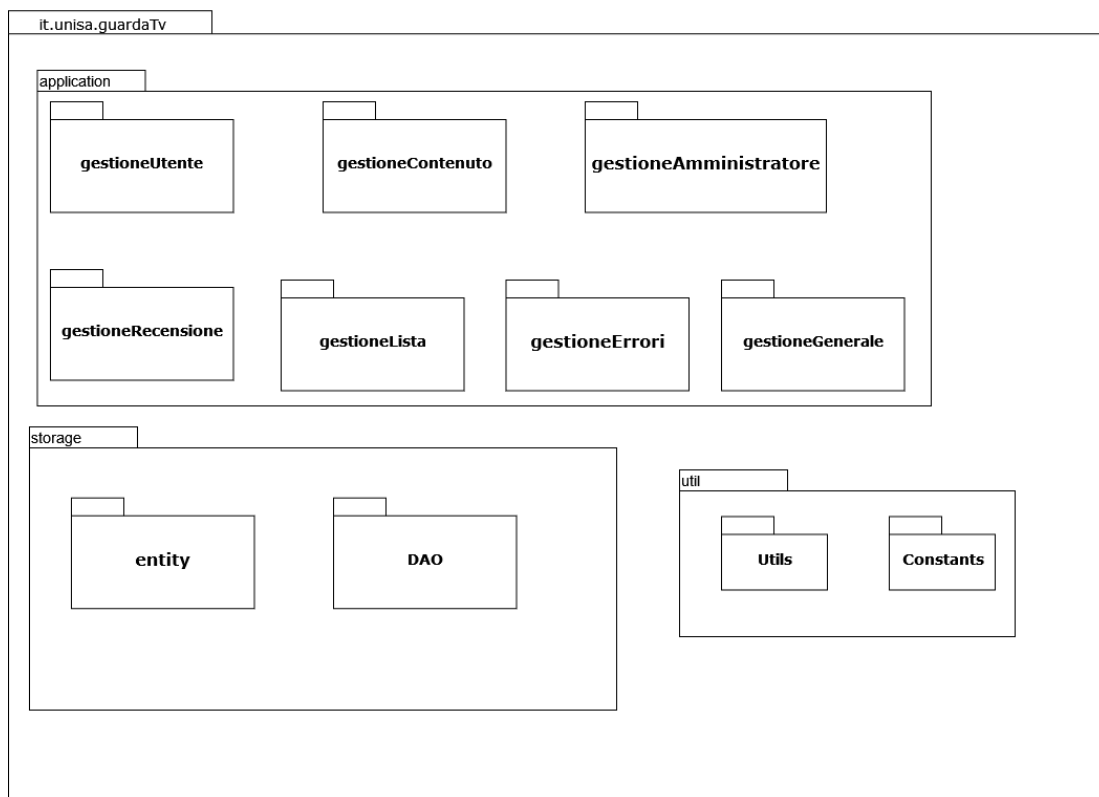 it.unisa.guardaTv
application
gestioneUtente
gestioneContenuto
gestioneAmministratore
gestioneRecensione
gestioneLista
gestioneErrori
gestioneGenerale
storage
entity
DAO
util
Utils
Constants